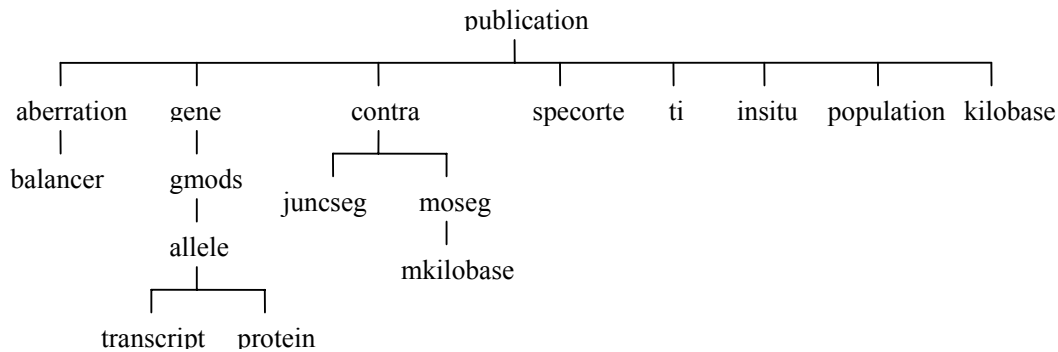 publication
aberration gene contra specorte ti insitu population kilobase
balancer gmods juncseg moseg
allele mkilobase
transcript protein